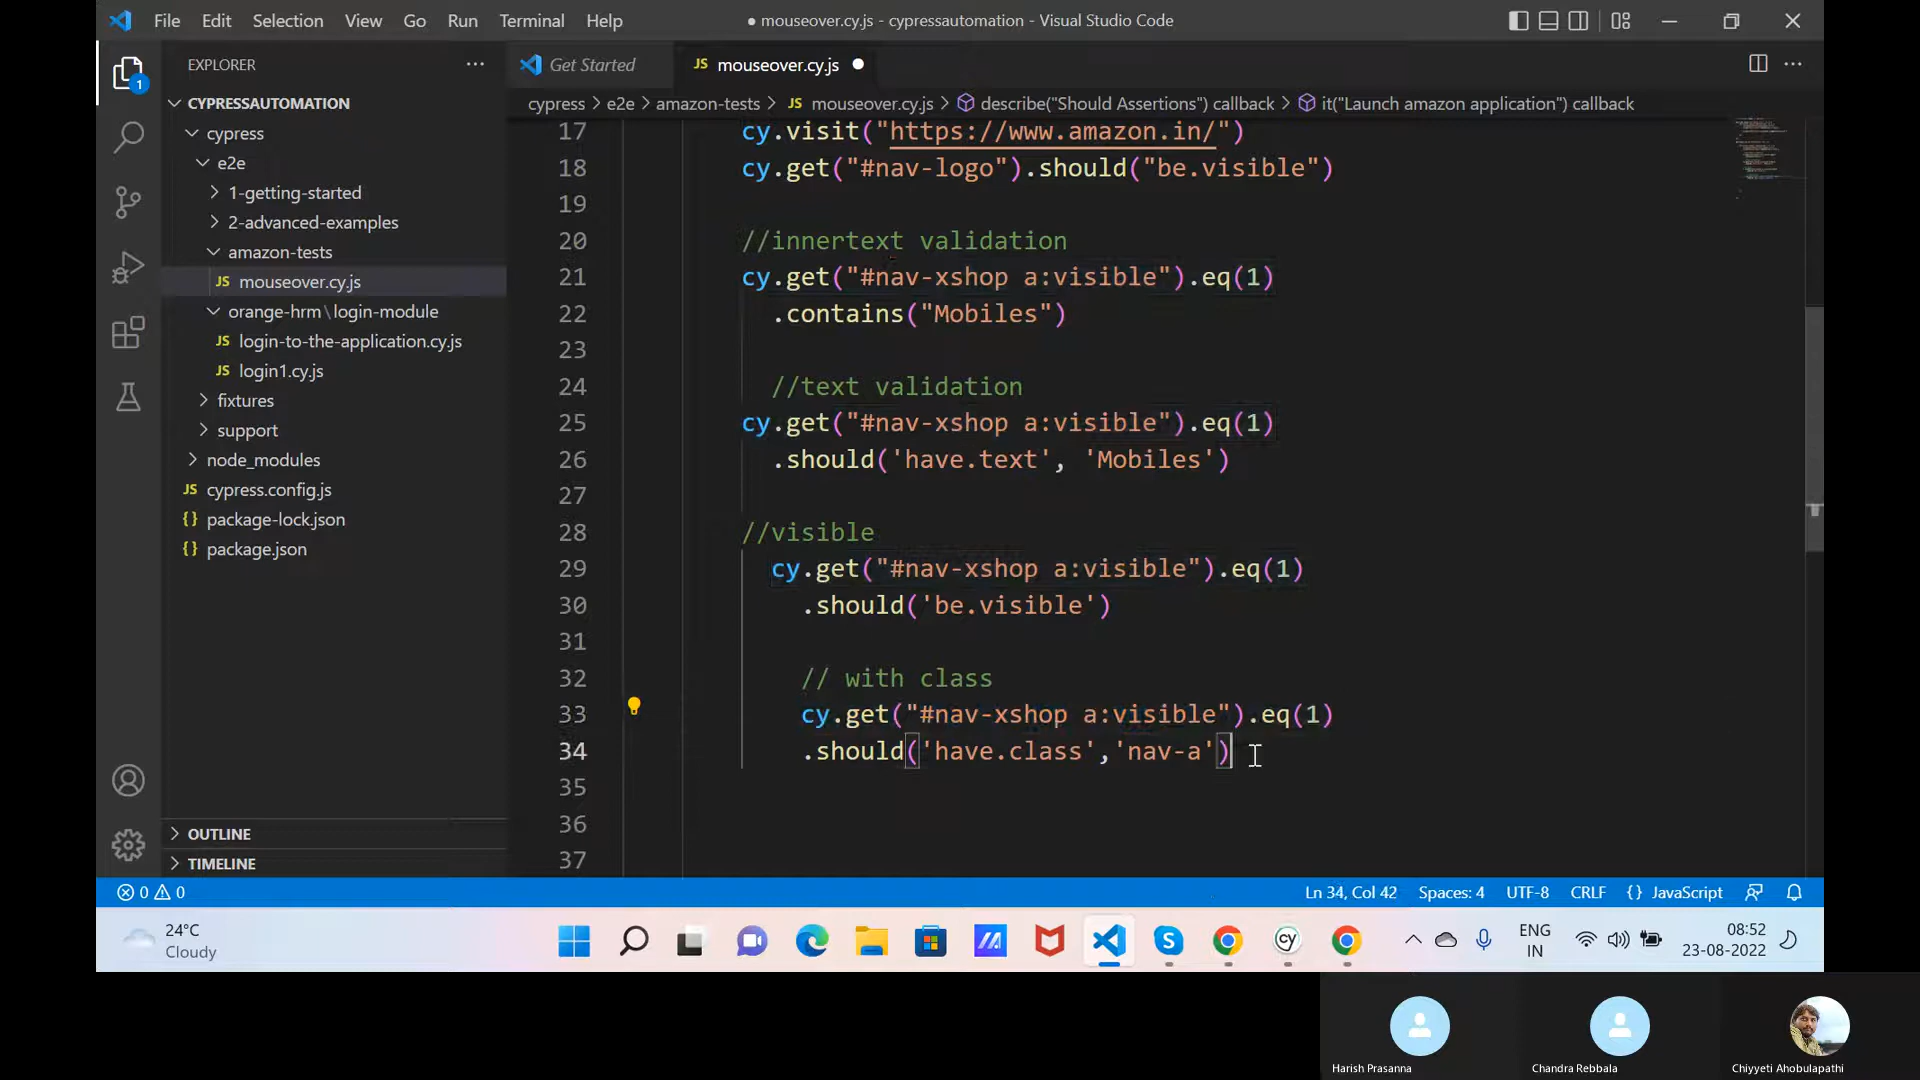 File Edit Selection View Go Run Terminal Help
● mouseover.cy.js - cypressautomation - Visual Studio Code
EXPLORER
Get Started
JS mouseover.cy.js
cypress > e2e > amazon-tests > JS mouseover.cy.js > describe("Should Assertions") callback > it("Launch amazon application") callback
CYPRESSAUTOMATION
cypress
e2e
1-getting-started
2-advanced-examples
amazon-tests
JS mouseover.cy.js
orange-hrm\login-module
JS login-to-the-application.cy.js
JS login1.cy.js
fixtures
support
node_modules
JS cypress.config.js
{} package-lock.json
{} package.json
OUTLINE
TIMELINE
1
17 cy.visit("https://www.amazon.in/")
18 cy.get("#nav-logo").should("be.visible")
19
20 //innertext validation
21 cy.get("#nav-xshop a:visible").eq(1)
22 .contains("Mobiles")
23
24 //text validation
25 cy.get("#nav-xshop a:visible").eq(1)
26 .should('have.text', 'Mobiles')
27
28 //visible
29 cy.get("#nav-xshop a:visible").eq(1)
30 .should('be.visible')
31
32 // with class
33 cy.get("#nav-xshop a:visible").eq(1)
34 .should('have.class','nav-a')
35
36
37
0 0
Ln 34, Col 42 Spaces: 4 UTF-8 CRLF {} JavaScript
24°C
Cloudy
cy
ENG
IN
08:52
23-08-2022
Harish Prasanna
Chandra Rebbala
Chiyyeti Ahobulapathi